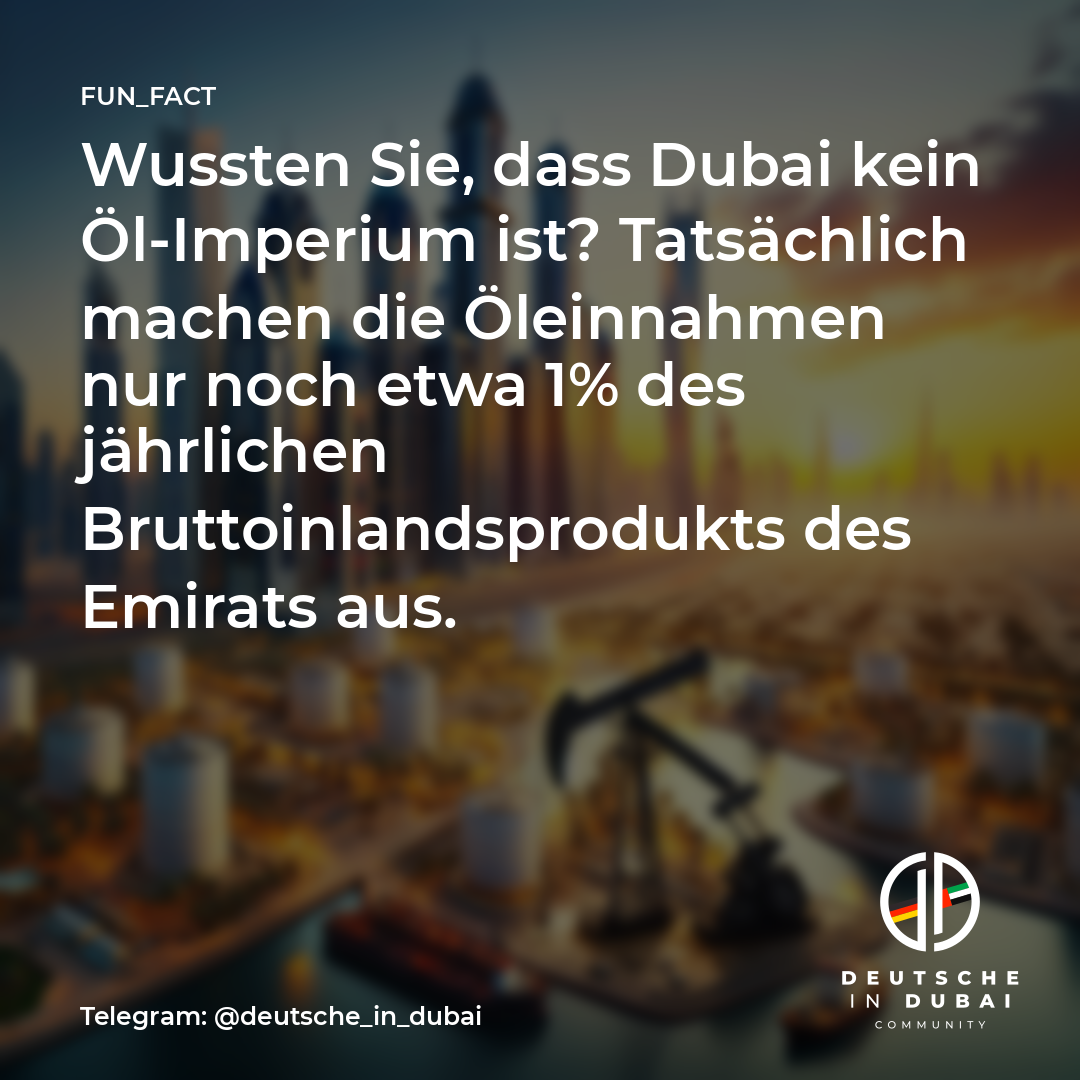 FUN_FACT
Wussten Sie, dass Dubai kein
Öl-Imperium ist? Tatsächlich
machen die Öleinnahmen
nur noch etwa 1% des
jährlichen
Bruttoinlandsprodukts des
Emirats aus.
DEUTSCHE
IN DUBAI
COMMUNITY
Telegram: @deutsche_in_dubai